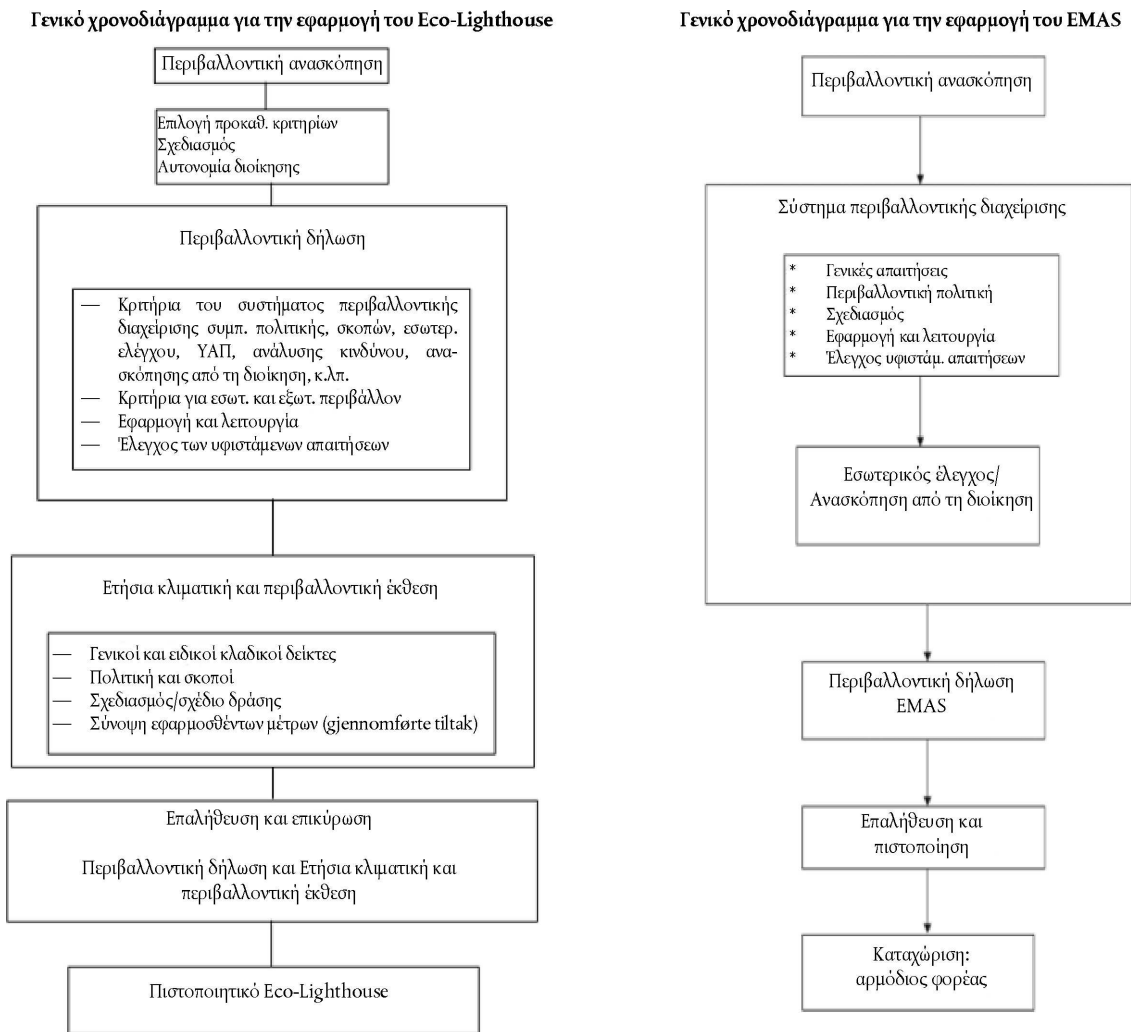 Γενικό χρονοδιάγραμμα για την εφαρμογή του Eco-Lighthouse
Περιβαλλοντική ανασκόπηση
Επιλογή προκαθ. κριτηρίων
Σχεδιασμός
Αυτονομία διοίκησης
Περιβαλλοντική δήλωση
— Κριτήρια του συστήματος περιβαλλοντικής
διαχείρισης συμπ. πολιτικής, σκοπών, εσωτερ.
ελέγχου, ΥΑΠ, ανάλυσης κινδύνου, ανα-
σκόπησης από τη διοίκηση, κ.λπ.
— Κριτήρια για εσωτ. και εξωτ. περιβάλλον
— Εφαρμογή και λειτουργία
— Έλεγχος των υφιστάμενων απαιτήσεων
Ετήσια κλιματική και περιβαλλοντική έκθεση
— Γενικοί και ειδικοί κλαδικοί δείκτες
— Πολιτική και σκοποί
— Σχεδιασμός/σχέδιο δράσης
— Σύνοψη εφαρμοσθέντων μέτρων (gjennomførte tiltak)
Επαλήθευση και επικύρωση
Περιβαλλοντική δήλωση και Ετήσια κλιματική και
περιβαλλοντική έκθεση
Πιστοποιητικό Eco-Lighthouse
Γενικό χρονοδιάγραμμα για την εφαρμογή του EMAS
Περιβαλλοντική ανασκόπηση
Σύστημα περιβαλλοντικής διαχείρισης
* Γενικές απαιτήσεις
* Περιβαλλοντική πολιτική
* Σχεδιασμός
* Εφαρμογή και λειτουργία
* Έλεγχος υφιστάμ. απαιτήσεων
Εσωτερικός έλεγχος/
Ανασκόπηση από τη διοίκηση
Περιβαλλοντική δήλωση
EMAS
Επαλήθευση και
πιστοποίηση
Καταχώριση:
αρμόδιος φορέας